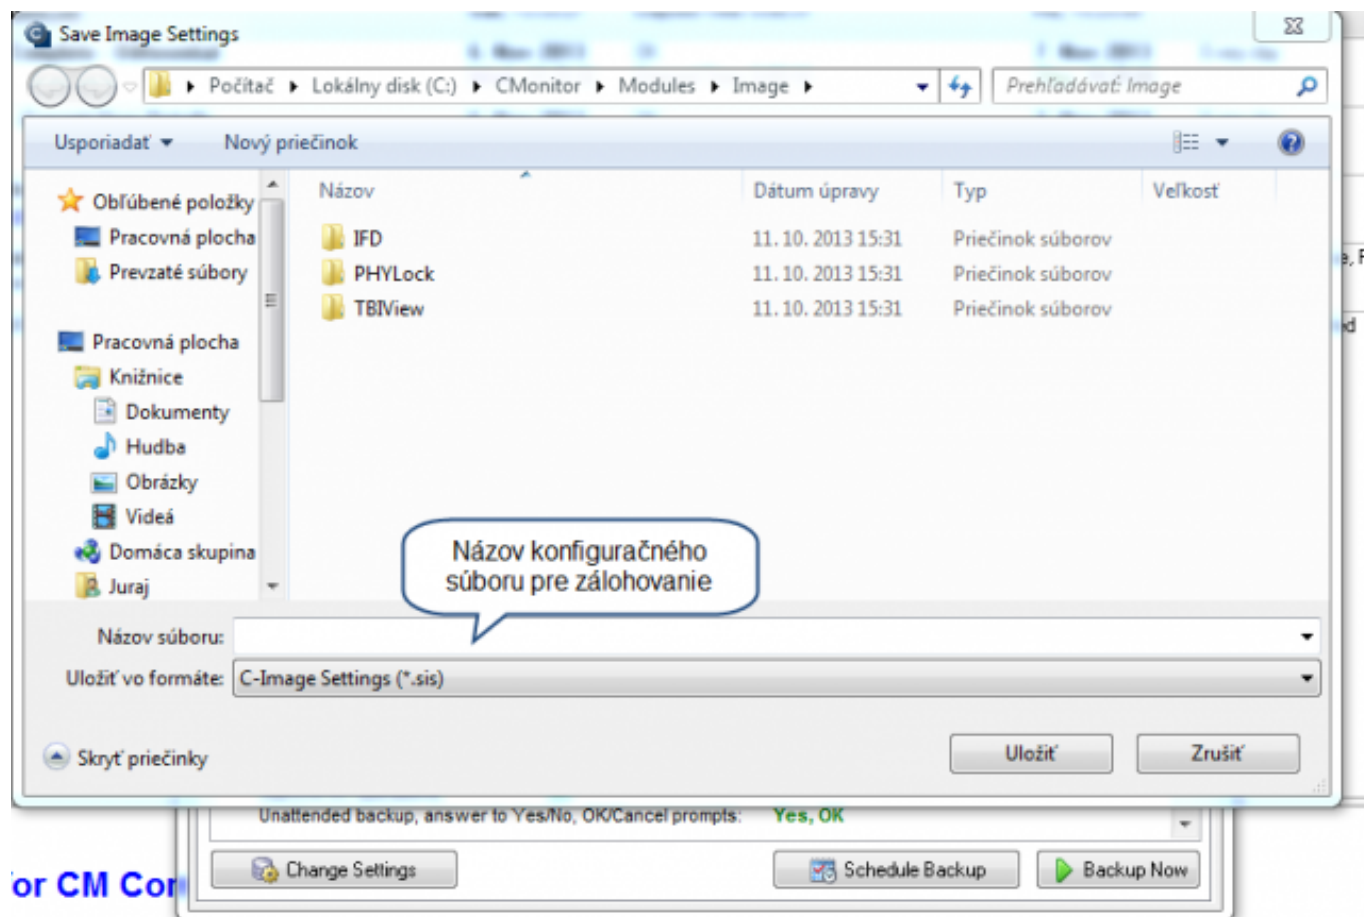 Save Image Settings
Počítač Lokálny disk (C:) CMonitor Modules Image
Prehľadávať: Image
Usporiadať Nový priečinok
Názov Dátum úpravy Typ Veľkosť
IFD 11. 10. 2013 15:31 Priečinok súborov
PHYLock 11. 10. 2013 15:31 Priečinok súborov
TBIView 11. 10. 2013 15:31 Priečinok súborov
Obľúbené položky
Pracovná plocha
Prevzaté súbory
Pracovná plocha
Knižnice
Dokumenty
Hudba
Obrázky
Videá
Domáca skupina
Juraj
Názov konfiguračného
súboru pre zálohovanie
Názov súboru:
Uložiť vo formáte: C-Image Settings (*.sis)
Skryť priečinky
Uložiť Zrušiť
Unattended backup, answer to Yes/No, OK/Cancel prompts: Yes, OK
Change Settings Schedule Backup Backup Now
or CM Cor